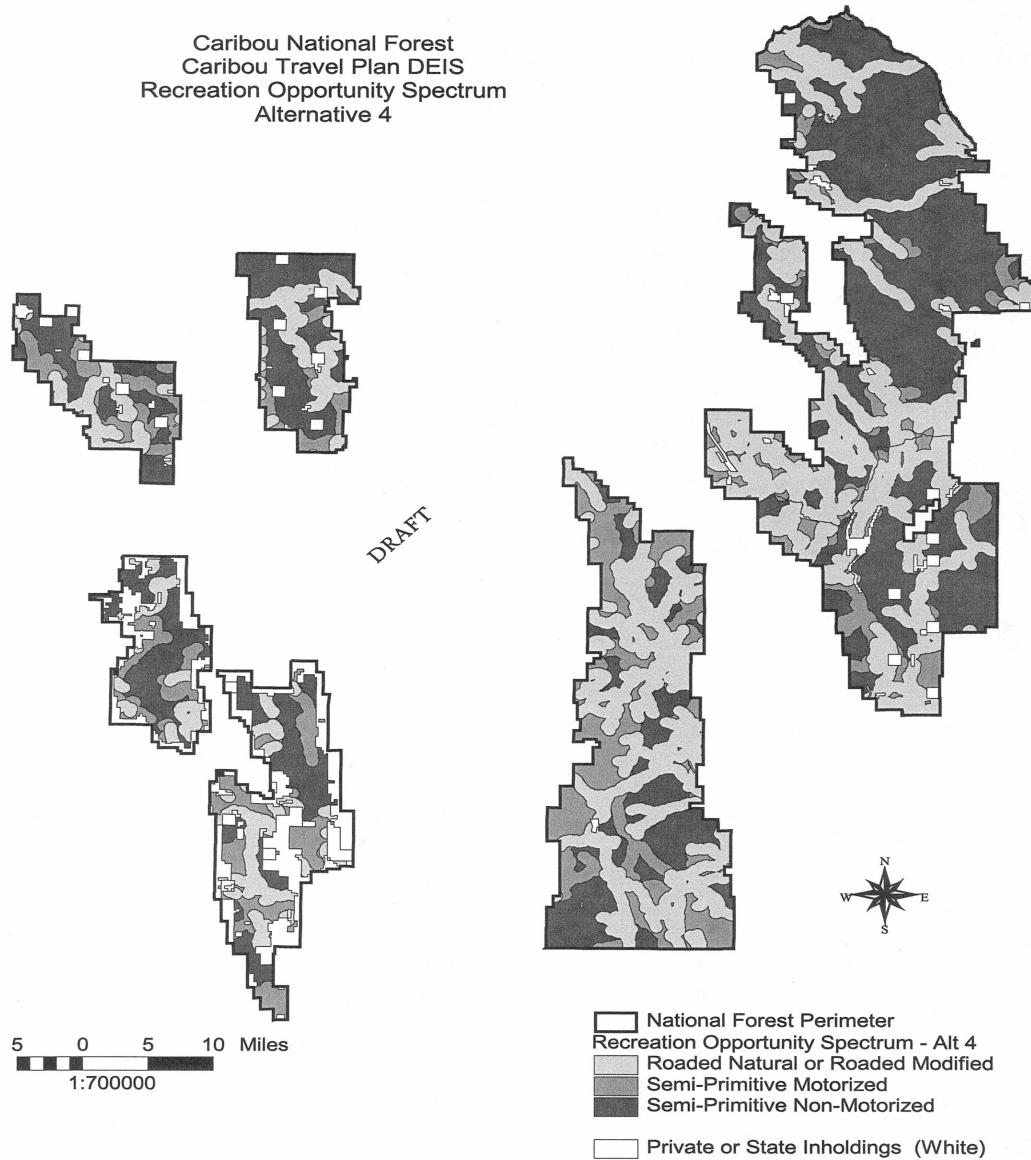 Caribou National Forest
Caribou Travel Plan DEIS
Recreation Opportunity Spectrum
Alternative 4
DRAFT
N
W E
S
5 0 5 10 Miles
1:700000
National Forest Perimeter
Recreation Opportunity Spectrum - Alt 4
Roaded Natural or Roaded Modified
Semi-Primitive Motorized
Semi-Primitive Non-Motorized
Private or State Inholdings (White)